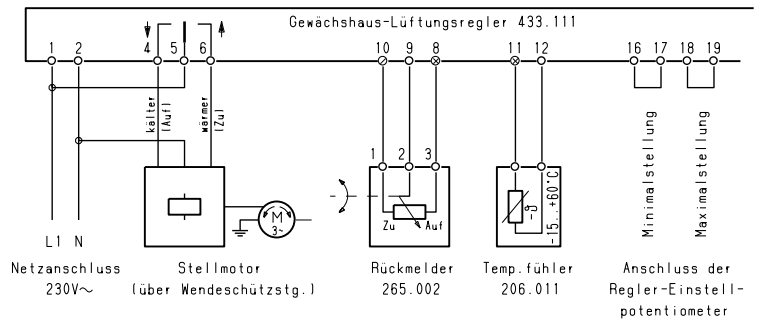 Gewächshaus-Lüftungsregler 433.111
1 2 4 5 6 10 9 8 11 12 16 17 18 19
kälter
(Auf)
wärmer
(Zu)
1 2 3
Zu Auf
M
3~
-ϑ
-15...+60°C
Minimalstellung
Maximalstellung
L1 N
Netzanschluss
230V~
Stellmotor
(über Wendeschützstg.)
Rückmelder
265.002
Temp.fühler
206.011
Anschluss der
Regler-Einstell-
potentiometer